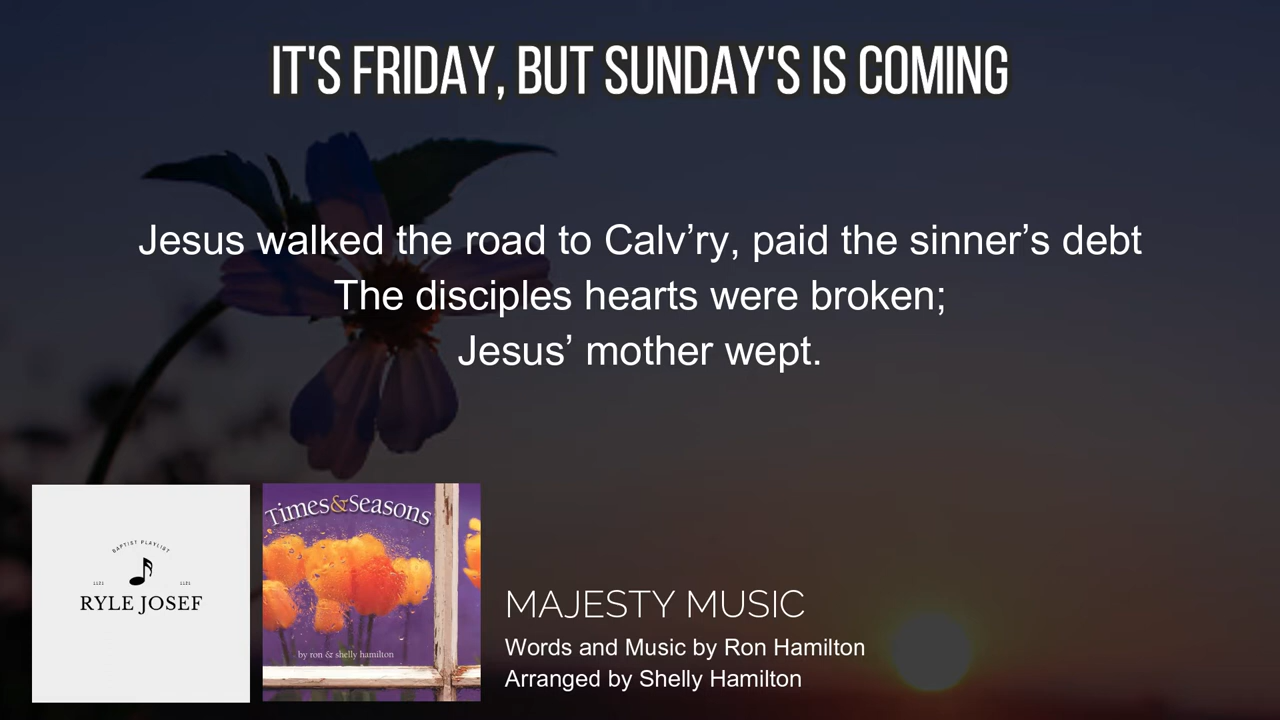 IT'S FRIDAY, BUT SUNDAY'S IS COMING
Jesus walked the road to Calv’ry, paid the sinner’s debt
The disciples hearts were broken;
Jesus’ mother wept.
BAPTIST PLAYLIST
1121 1121
RYLE JOSEF
Times&Seasons
by ron & shelly hamilton
MAJESTY MUSIC
Words and Music by Ron Hamilton
Arranged by Shelly Hamilton